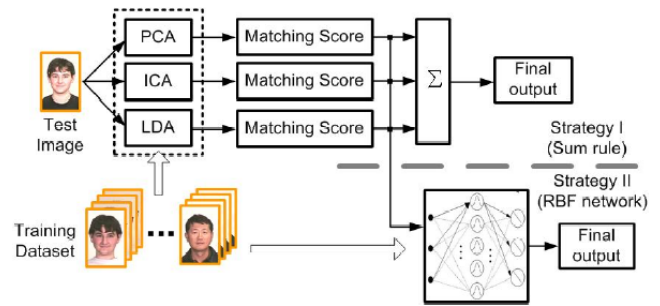 PCA
Matching Score
ICA
Matching Score
Σ
Final
output
LDA
Matching Score
Test
Image
Strategy I
(Sum rule)
Strategy II
(RBF network)
Training
Dataset
Final
output